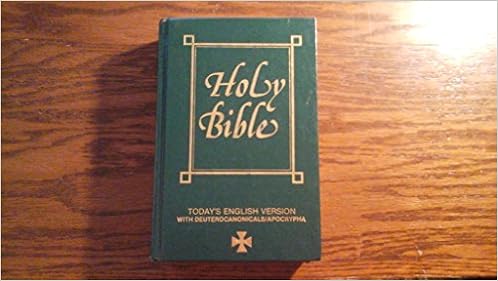 Holy
Bible
TODAY'S ENGLISH VERSION
WITH DEUTEROCANONICALS/APOCRYPHA